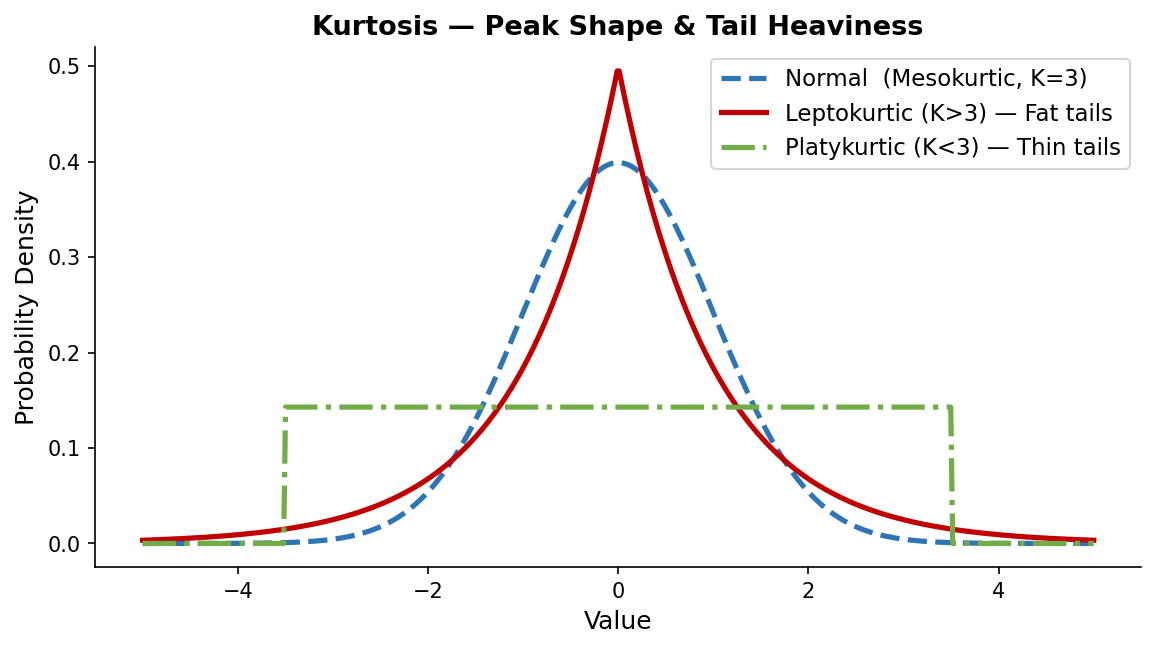 Kurtosis — Peak Shape & Tail Heaviness
Normal  (Mesokurtic, K=3)
Leptokurtic (K>3) — Fat tails
Platykurtic (K<3) — Thin tails
Probability Density
0.5
0.4
0.3
0.2
0.1
0.0
−4
−2
0
2
4
Value